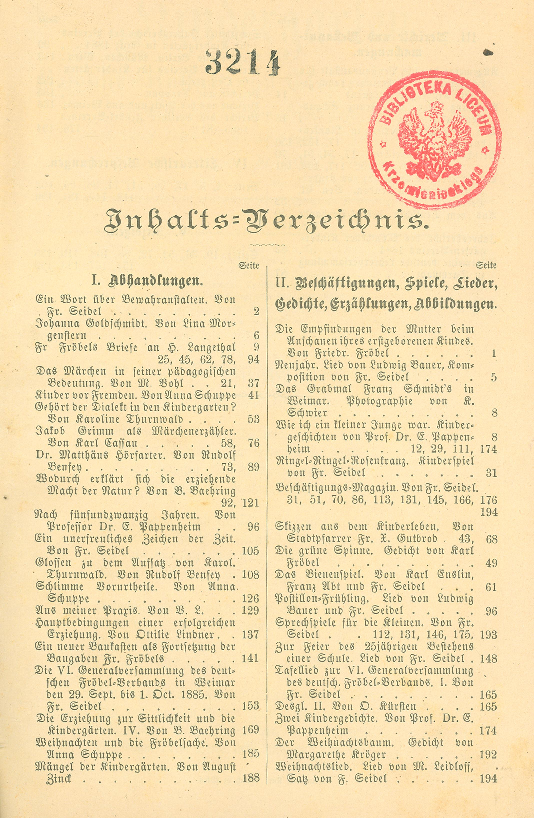 3214
BIBLIOTEKA LICEUM
Krzemienieckiego
Inhalts=Verzeichnis.
Seite
I. Abhandlungen.
Ein Wort über Bewahranstalten. Von
Fr. Seidel . . . . . . . . . . 2
Johanna Goldschmidt. Von Lina Mor-
genstern . . . . . . . . . . 6
Fr Fröbels Briefe an H. Langethal 9
25, 45, 62, 78, 94
Das Märchen in seiner pädagogischen
Bedeutung. Von M. Bohl . . 21, 37
Kinder vor Fremden. Von Anna Schuppe 41
Gehört der Dialekt in den Kindergarten?
Von Karoline Thurnwald . . . . 53
Jakob Grimm als Märchenerzähler.
Von Karl Cassau . . . . . 58, 76
Dr. Matthäus Hörfarter. Von Rudolf
Benfey . . . . . . . . . 73, 89
Wodurch erklärt sich die erziehende
Macht der Natur? Von B. Baehring
92, 121
Nach fünfundzwanzig Jahren. Von
Professor Dr. E. Pappenheim . . 96
Ein unerfreuliches Zeichen der Zeit.
Von Fr. Seidel . . . . . . . . 105
Glossen zu dem Aufsatz von Karol.
Thurnwald. Von Rudolf Benfey . 108
Schlimme Vorurtheile. Von Anna
Schuppe . . . . . . . . . . 126
Aus meiner Praxis. Von B. L. . . . 129
Hauptbedingungen einer erfolgreichen
Erziehung. Von Ottilie Lindner . . 137
Ein neuer Baukasten als Fortsetzung der
Baugaben Fr. Fröbels . . . . . 141
Die VI. Generalversammlung des deut-
schen Fröbel-Verbands in Weimar
den 29. Sept. bis 1. Oct. 1885. Von
Fr. Seidel . . . . . . . . . . 153
Die Erziehung zur Sittlichkeit und die
Kindergärten. IV. Von B. Baehring 169
Weihnachten und die Fröbelsache. Von
Anna Schuppe . . . . . . . . 185
Mängel der Kindergärten. Von August
Zinck . . . . . . . . . . . 188
Seite
II. Beschäftigungen, Spiele, Lieder,
Gedichte, Erzählungen, Abbildungen.
Die Empfindungen der Mutter beim
Anschauen ihres erstgeborenen Kindes.
Von Friedr. Fröbel . . . . . . 1
Neujahr. Lied von Ludwig Bauer, Kom-
position von Fr. Seidel . . . . . 5
Das Grabmal Franz Schmidt's in
Weimar. Photographie von K.
Schwier . . . . . . . . . . 8
Wie ich ein kleiner Junge war. Kinder-
geschichten von Prof. Dr. E. Pappen- 8
heim . . . . . . 12, 29, 111, 174
Ringel-Ringel-Rosenkranz. Kinderspiel
von Fr. Seidel . . . . . . . . 31
Beschäftigungs-Magazin. Von Fr. Seidel.
31, 51, 70, 86, 113, 131, 145, 166, 176
194
Skizzen aus dem Kinderleben. Von
Stadtpfarrer Fr. X. Gutbrod . 43, 68
Die grüne Spinne. Gedicht von Karl
Fröbel . . . . . . . . . . . 49
Das Bienenspiel. Von Karl Enslin,
Franz Abt und Fr. Seidel . . . . 61
Postillon-Frühling. Lied von Ludwig
Bauer und Fr. Seidel . . . . . 96
Sprechspiele für die Kleinen. Von Fr.
Seidel . . . . 112, 131, 146, 175, 193
Zur Feier des 25jährigen Bestehens
einer Schule. Lied von Fr. Seidel . 148
Tafellied zur VI. Generalversammlung
des deutsch. Fröbel-Verbands. I. Von
Fr. Seidel . . . . . . . . . . 165
Desgl. II. Von O. Kürsten . . . . 165
Zwei Kindergedichte. Von Prof. Dr. E.
Pappenheim . . . . . . . . . 174
Der Weihnachtsbaum. Gedicht von
Margarethe Kröger . . . . . . 192
Weihnachtslied. Lied von M. Leidloff,
Satz von F. Seidel . . . . . . 194